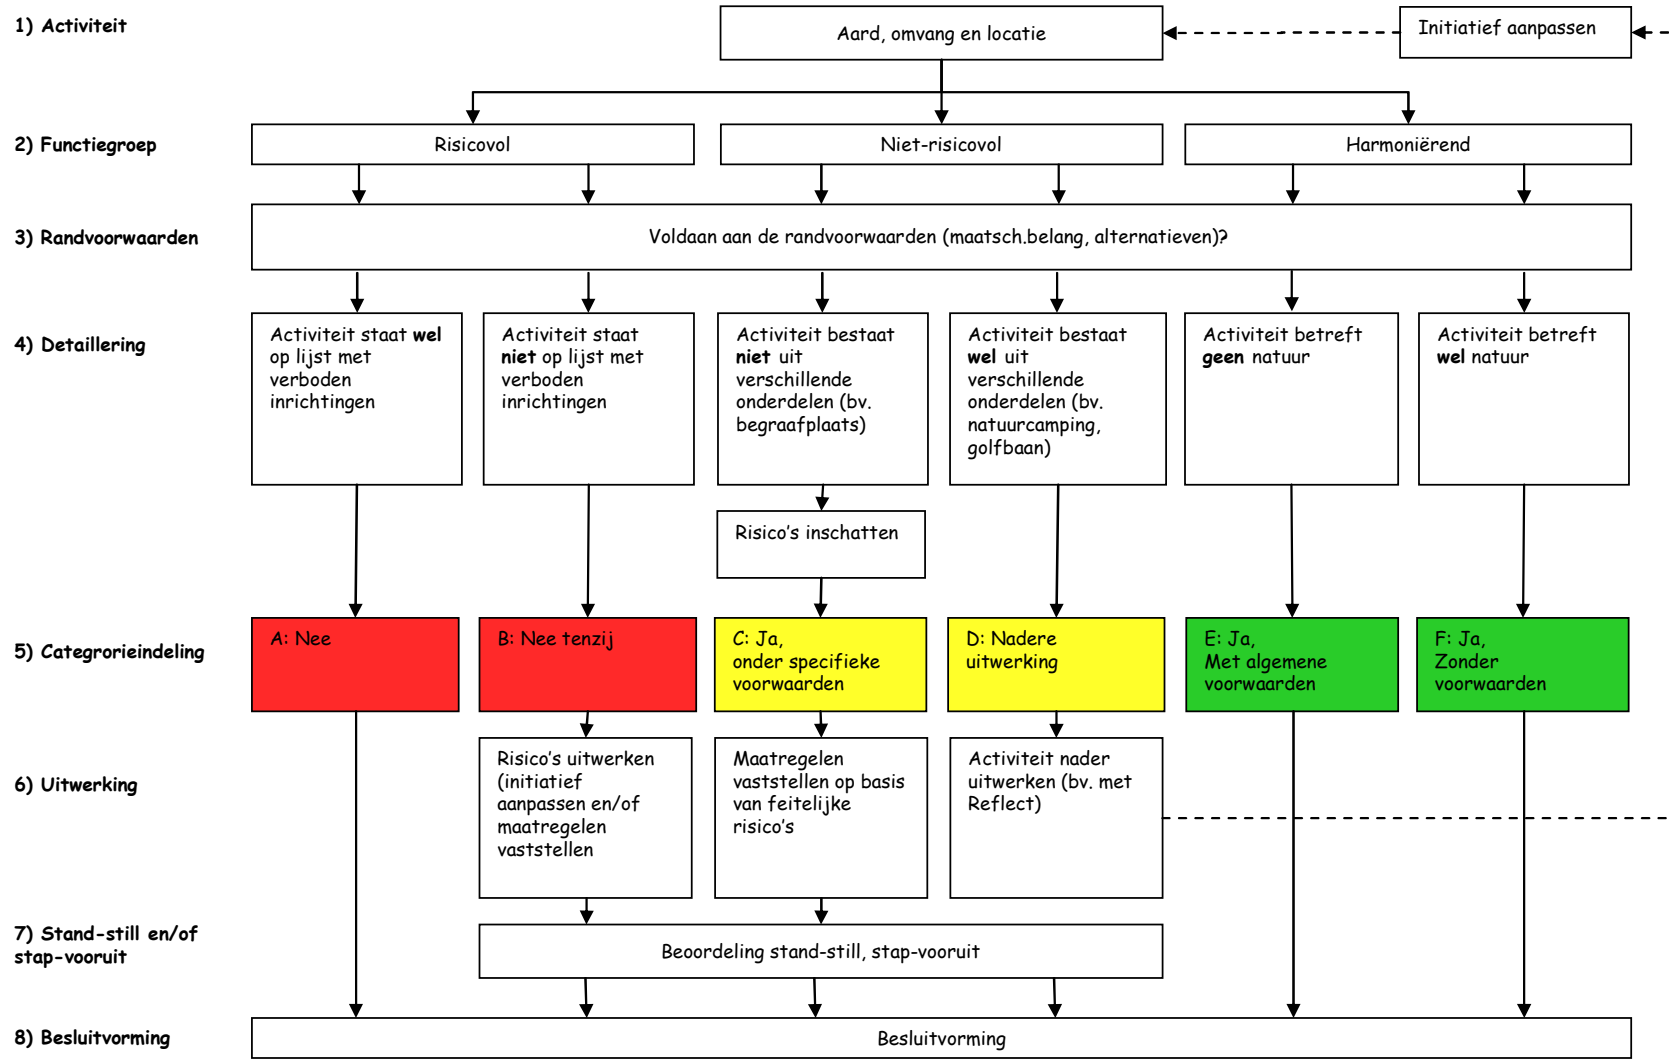 1) Activiteit
Aard, omvang en locatie
Initiatief aanpassen
2) Functiegroep
Risicovol
Niet-risicovol
Harmoniërend
3) Randvoorwaarden
Voldaan aan de randvoorwaarden (maatsch.belang, alternatieven)?
4) Detaillering
Activiteit staat wel
op lijst met
verboden
inrichtingen
Activiteit staat
niet op lijst met
verboden
inrichtingen
Activiteit bestaat
niet uit
verschillende
onderdelen (bv.
begraafplaats)
Activiteit bestaat
wel uit
verschillende
onderdelen (bv.
natuurcamping,
golfbaan)
Activiteit betreft
geen natuur
Activiteit betreft
wel natuur
Risico's inschatten
5) Categrorieindeling
A: Nee
B: Nee tenzij
C: Ja,
onder specifieke
voorwaarden
D: Nadere
uitwerking
E: Ja,
Met algemene
voorwaarden
F: Ja,
Zonder
voorwaarden
6) Uitwerking
Risico's uitwerken
(initiatief
aanpassen en/of
maatregelen
vaststellen
Maatregelen
vaststellen op basis
van feitelijke
risico's
Activiteit nader
uitwerken (bv. met
Reflect)
7) Stand-still en/of
stap-vooruit
Beoordeling stand-still, stap-vooruit
8) Besluitvorming
Besluitvorming